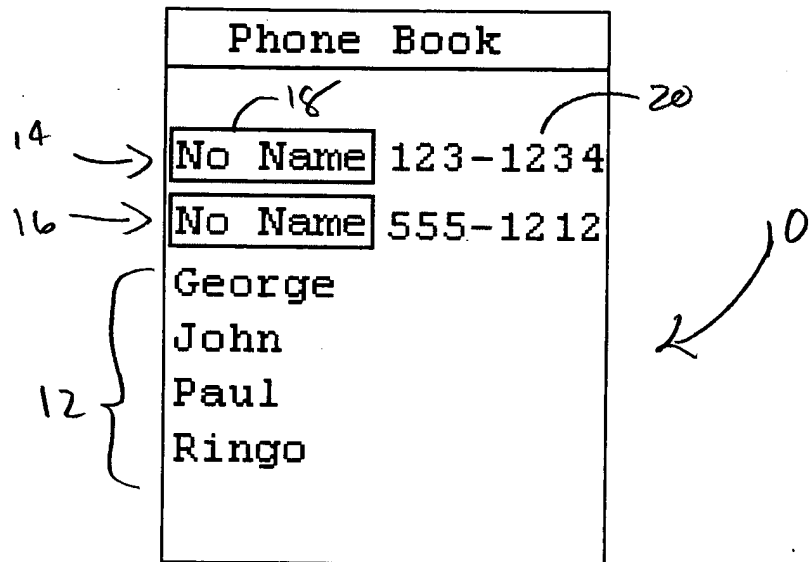 Phone Book
18 20
14 No Name 123-1234
16 No Name 555-1212
10
George
John
12 Paul
Ringo